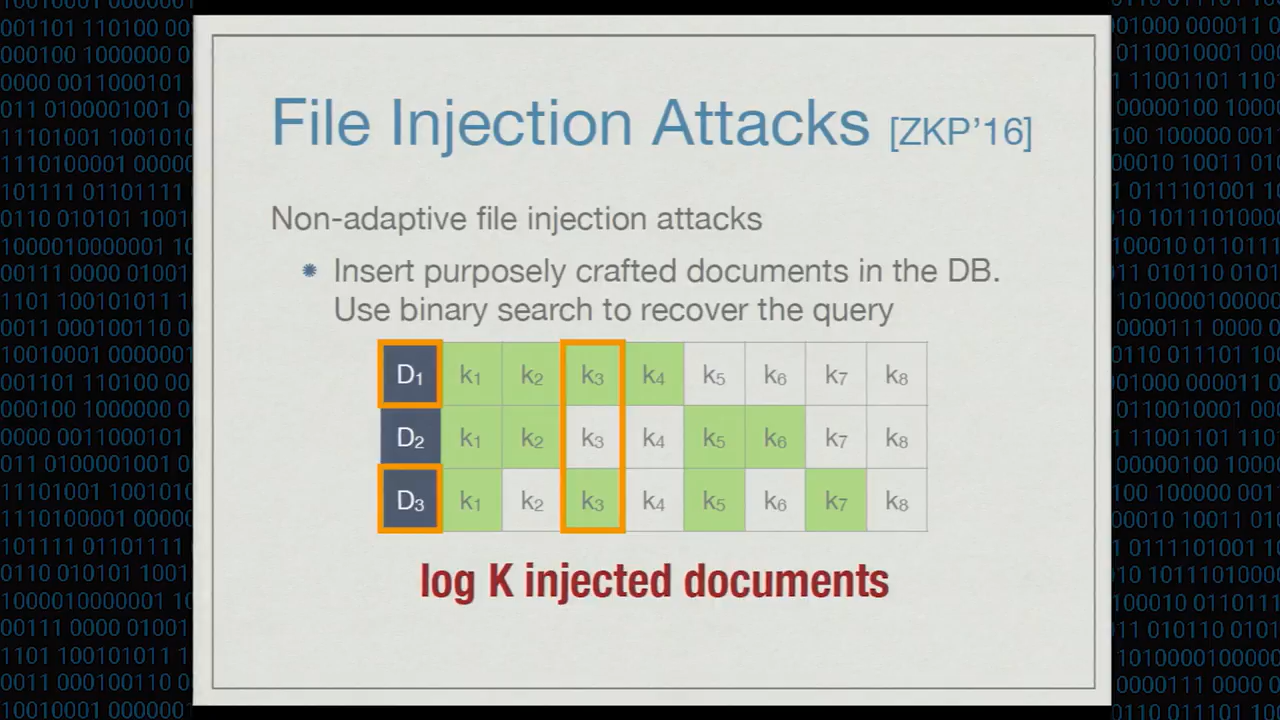 File Injection Attacks [ZKP'16]
Non-adaptive file injection attacks
Insert purposely crafted documents in the DB.
Use binary search to recover the query
D1 k1 k2 k3 k4 k5 k6 k7 k8
D2 k1 k2 k3 k4 k5 k6 k7 k8
D3 k1 k2 k3 k4 k5 k6 k7 k8
log K injected documents